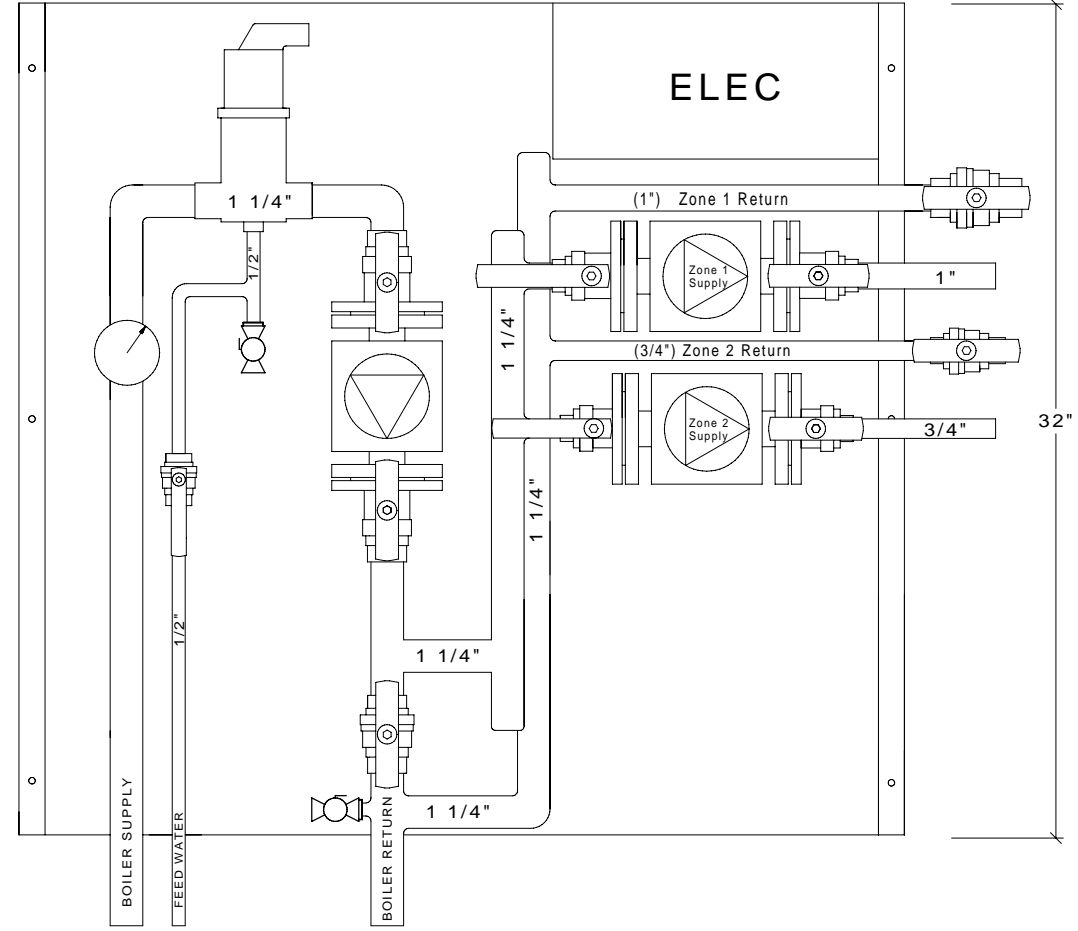 ELEC
1 1/4"
(1") Zone 1 Return
1/2"
Zone 1
Supply
1"
1 1/4"
(3/4") Zone 2 Return
32"
Zone 2
Supply
3/4"
1 1/4"
1/2"
1 1/4"
1 1/4"
BOILER SUPPLY
FEED WATER
BOILER RETURN